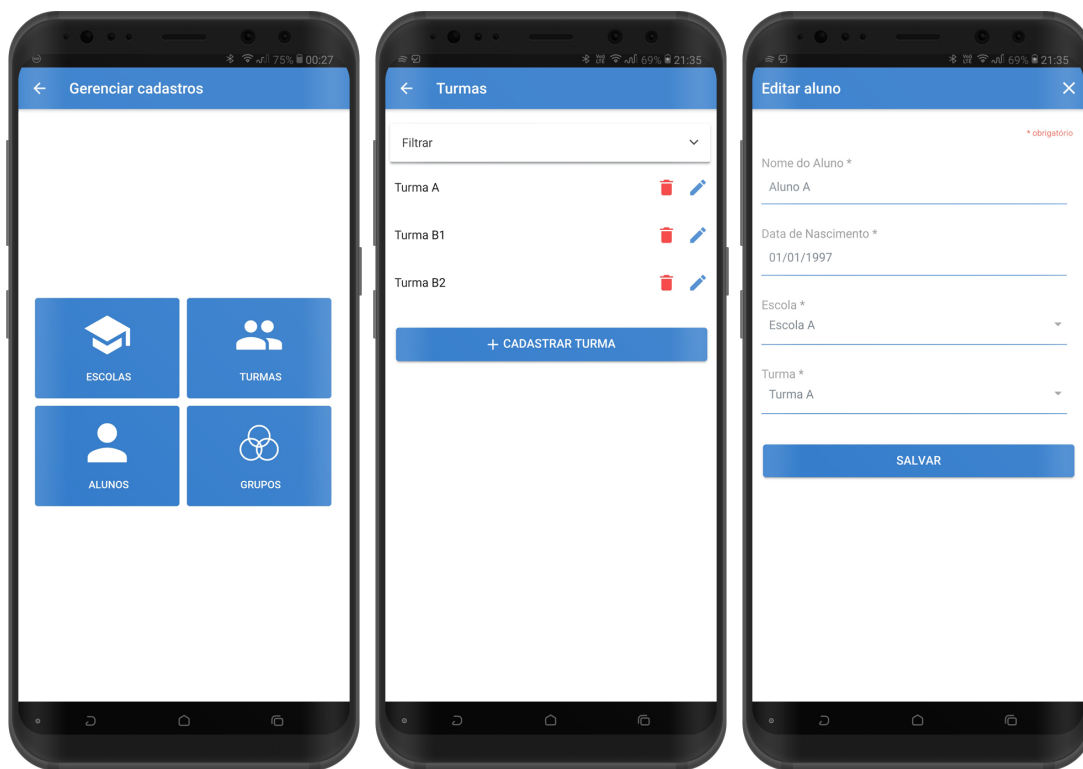 75% 00:27
Gerenciar cadastros
ESCOLAS
TURMAS
ALUNOS
GRUPOS
69% 21:35
Turmas
Filtrar
Turma A
Turma B1
Turma B2
+ CADASTRAR TURMA
69% 21:35
Editar aluno
* obrigatório
Nome do Aluno *
Aluno A
Data de Nascimento *
01/01/1997
Escola *
Escola A
Turma *
Turma A
SALVAR